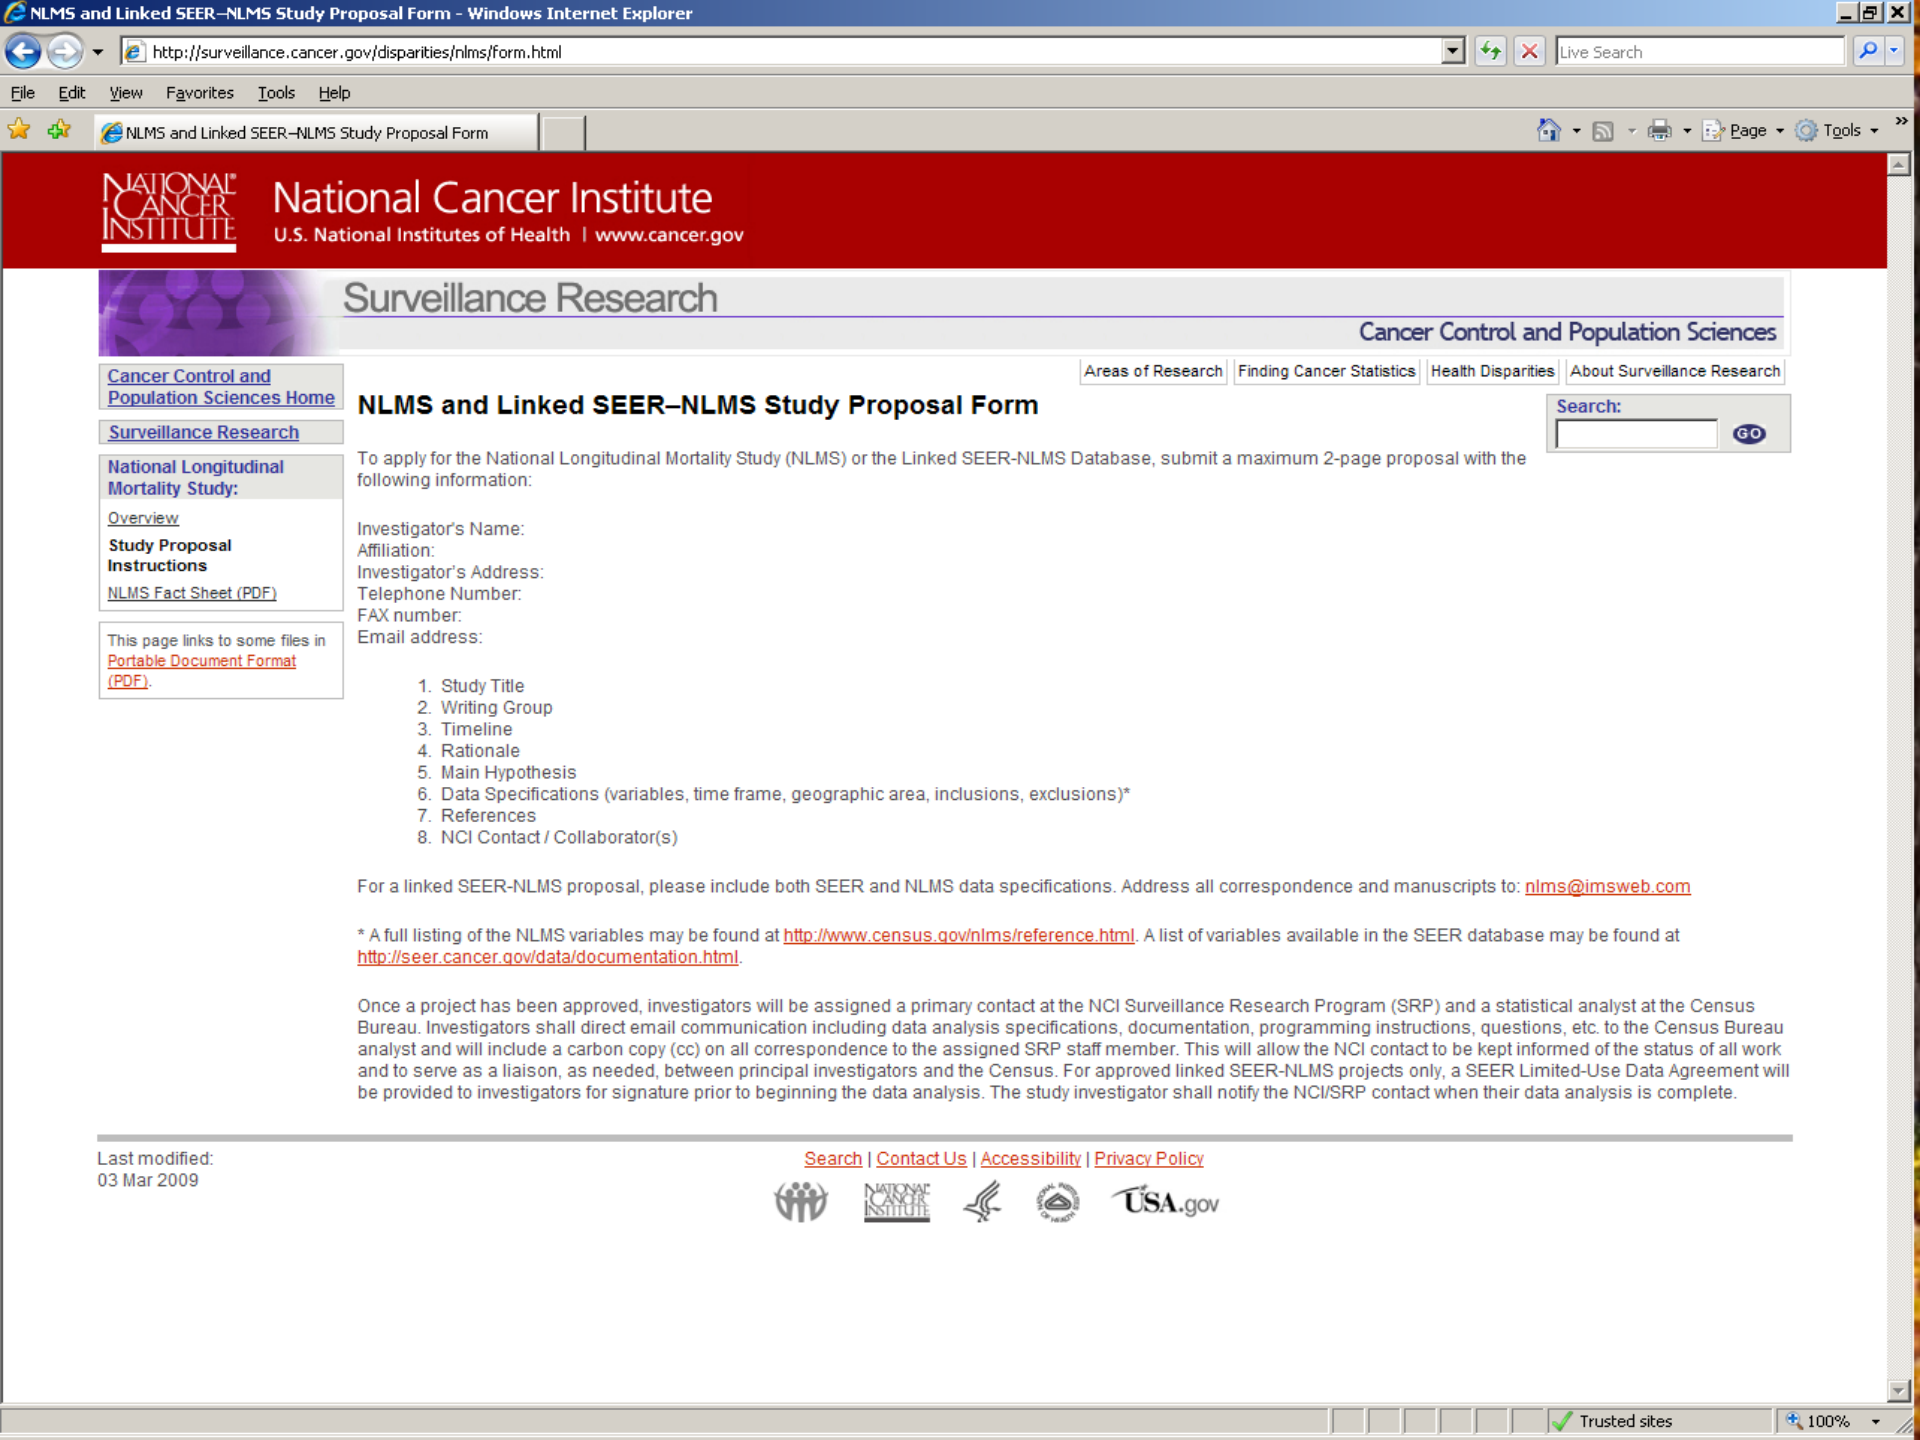 NLMS and Linked SEER–NLMS Study Proposal Form - Windows Internet Explorer
http://surveillance.cancer.gov/disparities/nlms/form.html
Live Search
File Edit View Favorites Tools Help
NLMS and Linked SEER–NLMS Study Proposal Form
Page Tools »
NATIONAL CANCER INSTITUTE
National Cancer Institute
U.S. National Institutes of Health | www.cancer.gov
Surveillance Research
Cancer Control and Population Sciences
Areas of Research Finding Cancer Statistics Health Disparities About Surveillance Research
Cancer Control and
Population Sciences Home
Surveillance Research
National Longitudinal
Mortality Study:
Overview
Study Proposal
Instructions
NLMS Fact Sheet (PDF)
This page links to some files in
Portable Document Format
(PDF).
NLMS and Linked SEER–NLMS Study Proposal Form
Search:
GO
To apply for the National Longitudinal Mortality Study (NLMS) or the Linked SEER-NLMS Database, submit a maximum 2-page proposal with the
following information:
Investigator's Name:
Affiliation:
Investigator's Address:
Telephone Number:
FAX number:
Email address:
1. Study Title
2. Writing Group
3. Timeline
4. Rationale
5. Main Hypothesis
6. Data Specifications (variables, time frame, geographic area, inclusions, exclusions)*
7. References
8. NCI Contact / Collaborator(s)
For a linked SEER-NLMS proposal, please include both SEER and NLMS data specifications. Address all correspondence and manuscripts to: nlms@imsweb.com
* A full listing of the NLMS variables may be found at http://www.census.gov/nlms/reference.html. A list of variables available in the SEER database may be found at
http://seer.cancer.gov/data/documentation.html.
Once a project has been approved, investigators will be assigned a primary contact at the NCI Surveillance Research Program (SRP) and a statistical analyst at the Census
Bureau. Investigators shall direct email communication including data analysis specifications, documentation, programming instructions, questions, etc. to the Census Bureau
analyst and will include a carbon copy (cc) on all correspondence to the assigned SRP staff member. This will allow the NCI contact to be kept informed of the status of all work
and to serve as a liaison, as needed, between principal investigators and the Census. For approved linked SEER-NLMS projects only, a SEER Limited-Use Data Agreement will
be provided to investigators for signature prior to beginning the data analysis. The study investigator shall notify the NCI/SRP contact when their data analysis is complete.
Last modified:
03 Mar 2009
Search | Contact Us | Accessibility | Privacy Policy
NATIONAL CANCER INSTITUTE
NATIONAL INSTITUTES OF HEALTH
USA.gov
Trusted sites
100%